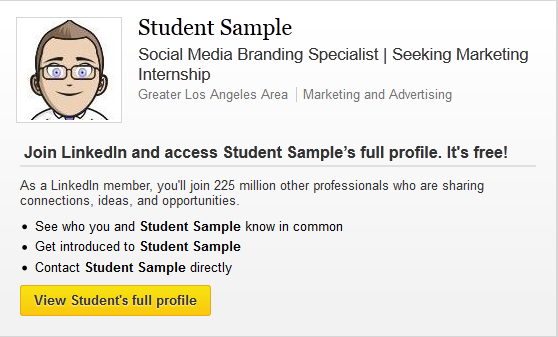 Student Sample
Social Media Branding Specialist | Seeking Marketing
Internship
Greater Los Angeles Area | Marketing and Advertising
Join LinkedIn and access Student Sample's full profile. It's free!
As a LinkedIn member, you'll join 225 million other professionals who are sharing
connections, ideas, and opportunities.
• See who you and Student Sample know in common
• Get introduced to Student Sample
• Contact Student Sample directly
View Student's full profile